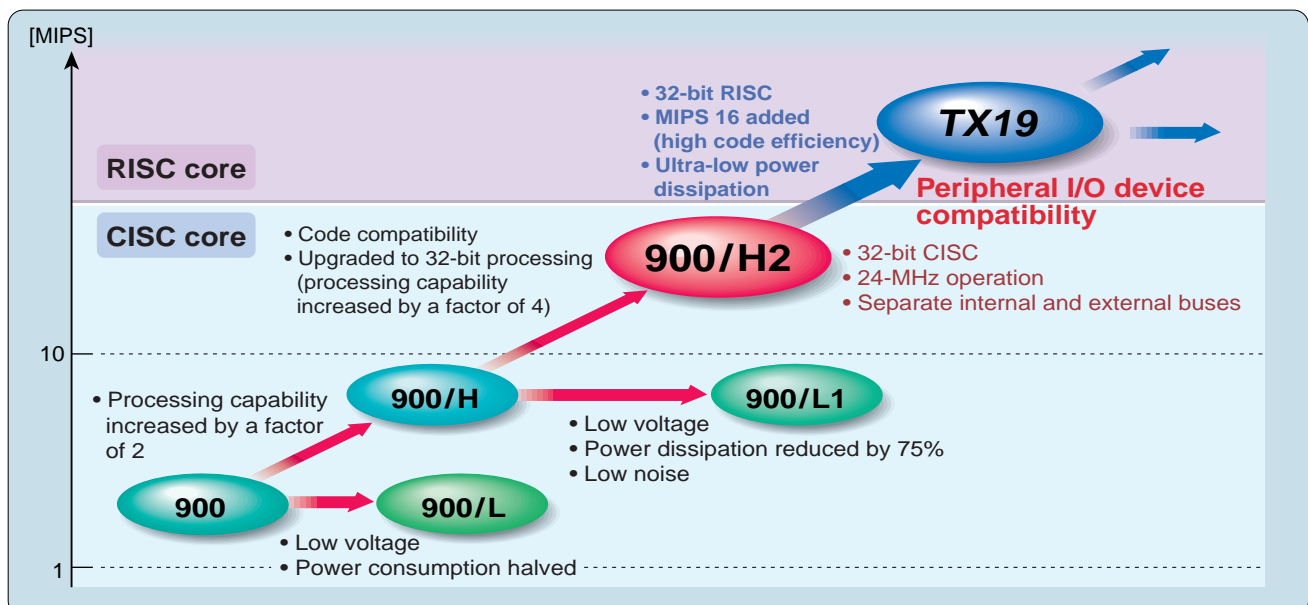 [MIPS]
• 32-bit RISC
• MIPS 16 added
(high code efficiency)
• Ultra-low power
dissipation
TX19
RISC core
Peripheral I/O device
compatibility
CISC core
• Code compatibility
• Upgraded to 32-bit processing
(processing capability
increased by a factor of 4)
900/H2
• 32-bit CISC
• 24-MHz operation
• Separate internal and external buses
10
900/H
900/L1
• Processing capability
increased by a factor
of 2
• Low voltage
• Power dissipation reduced by 75%
• Low noise
900
900/L
• Low voltage
• Power consumption halved
1